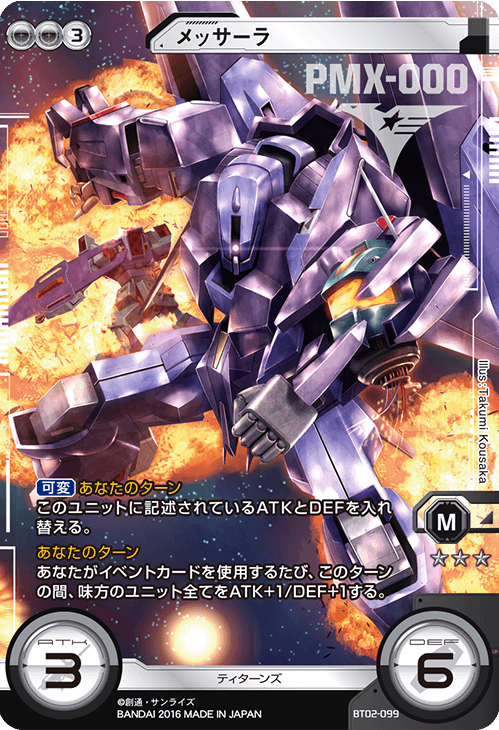 3
メッサーラ
PMX-000
Illus:Takumi Kousaka
可変 あなたのターン
このユニットに記述されているATKとDEFを入れ
替える。
あなたのターン
あなたがイベントカードを使用するたび、このターン
の間、味方のユニット全てをATK+1/DEF+1する。
M
ATK
3
DEF
6
ティターンズ
©創通・サンライズ
BANDAI 2016 MADE IN JAPAN
BT02-099